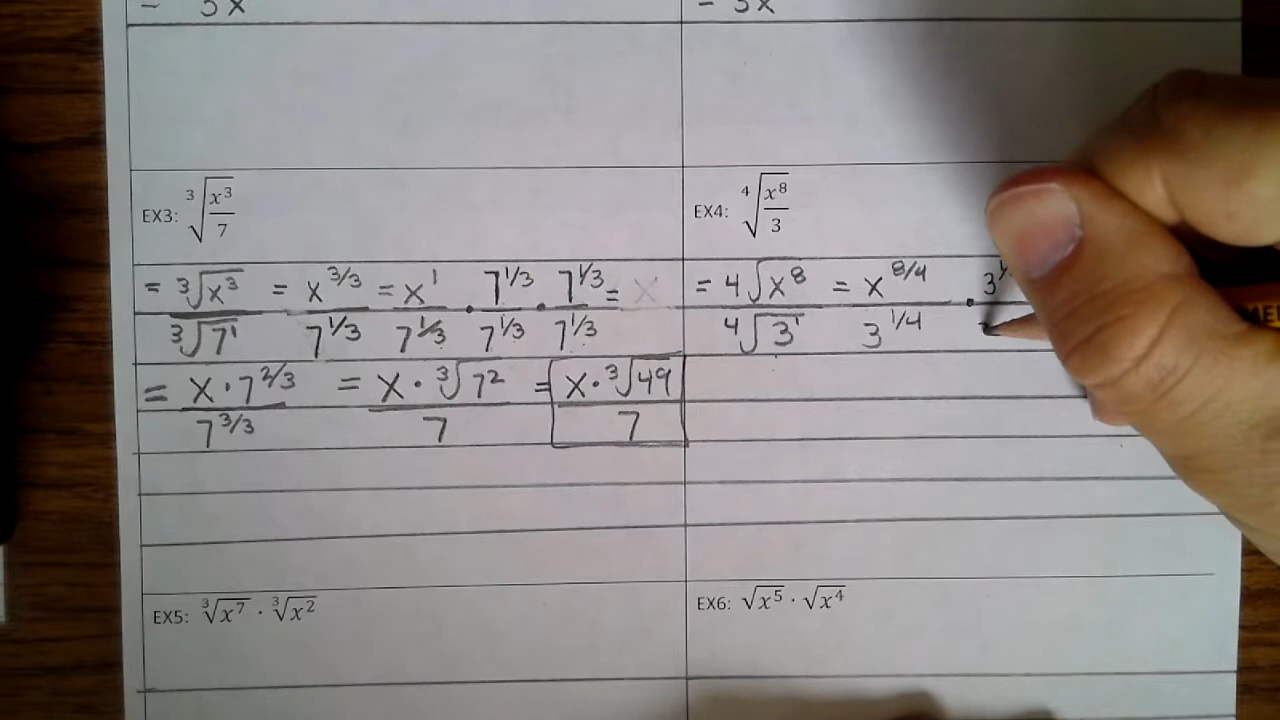 = 3x
= 3x
EX3: ∛(x³/7)
= ∛x³ / ∛7¹ = x^3/3 / 7^1/3 = x¹ / 7^1/3 · 7^1/3 / 7^1/3 · 7^1/3 / 7^1/3 = x
= x · 7^2/3 / 7^3/3 = x · ∛7² / 7 = x · ∛49 / 7
EX4: ∜(x⁸/3)
= 4√x⁸ / ∜3¹ = x^8/4 / 3^1/4 ·
EX5: ∛x⁷ · ∛x²
EX6: √x⁵ · √x⁴